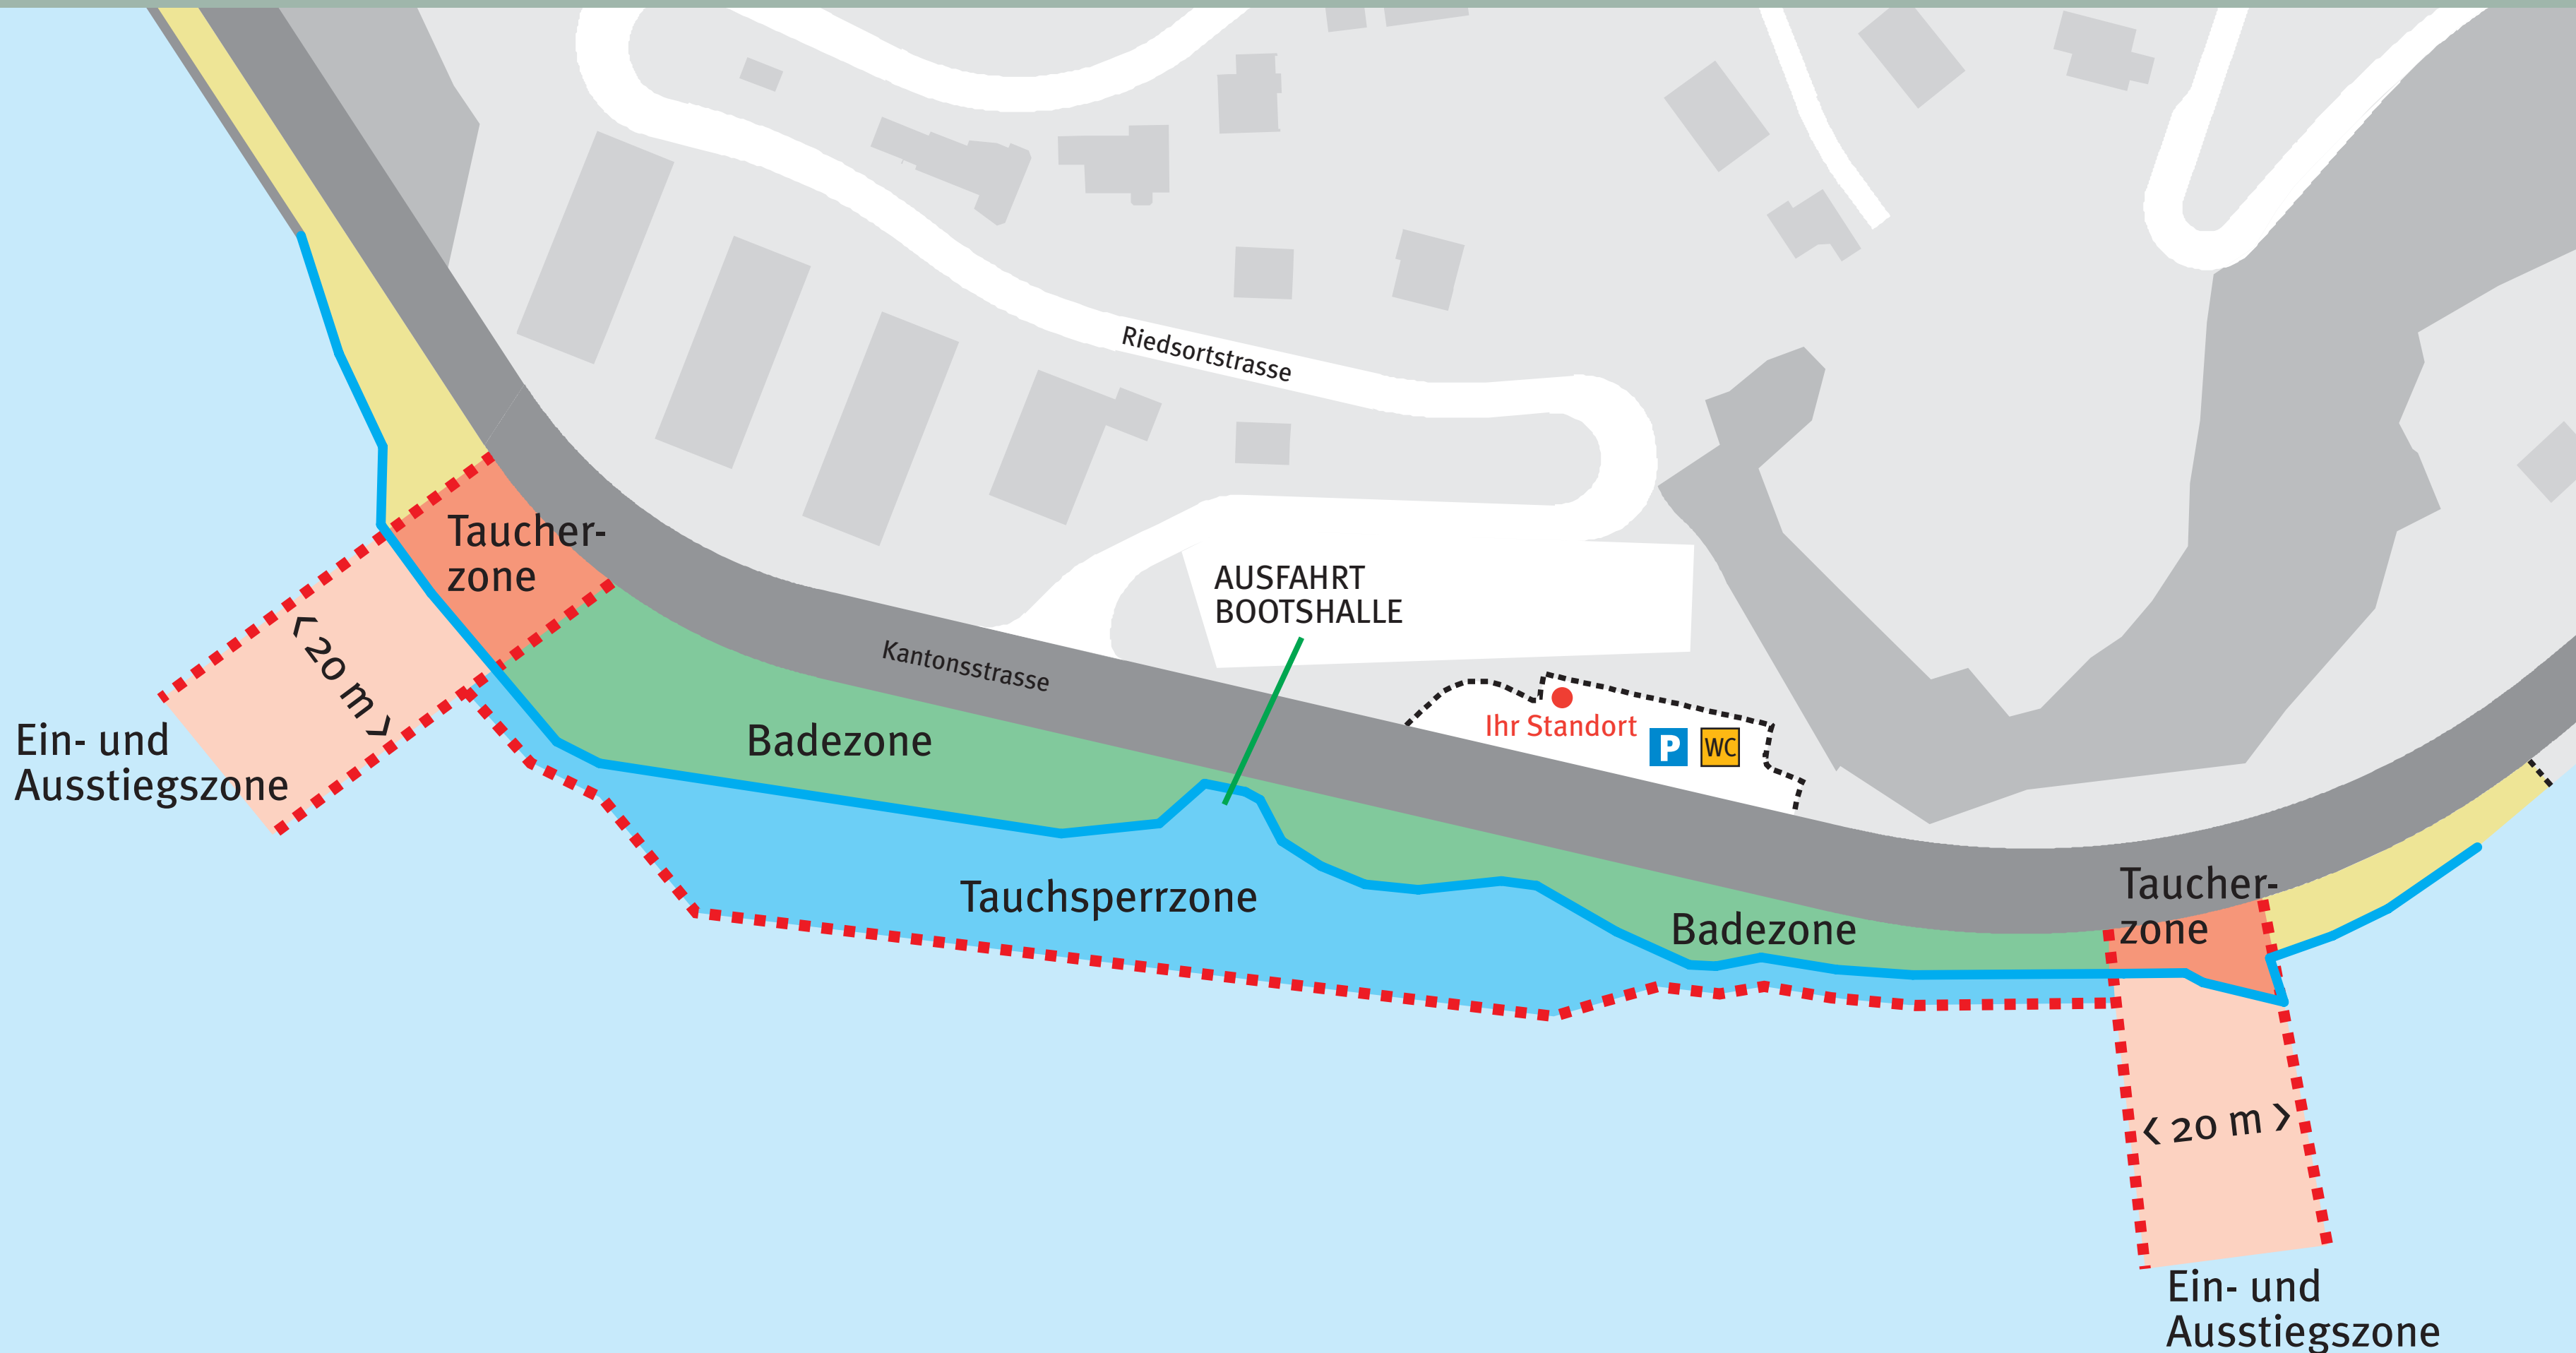 Riedsortstrasse
Taucher-
zone
AUSFAHRT
BOOTSHALLE
< 20 m >
Kantonsstrasse
Ihr Standort
P
WC
Ein- und
Ausstiegszone
Badezone
Tauchsperrzone
Badezone
Taucher-
zone
< 20 m >
Ein- und
Ausstiegszone